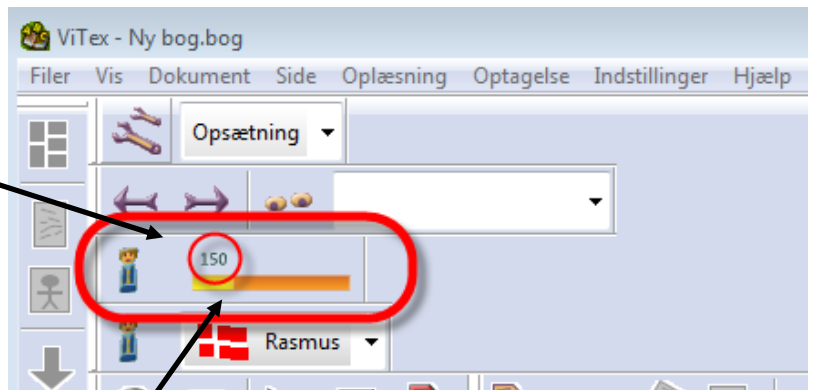 ViTex - Ny bog.bog
Filer Vis Dokument Side Oplæsning Optagelse Indstillinger Hjælp
Opsætning
150
Rasmus